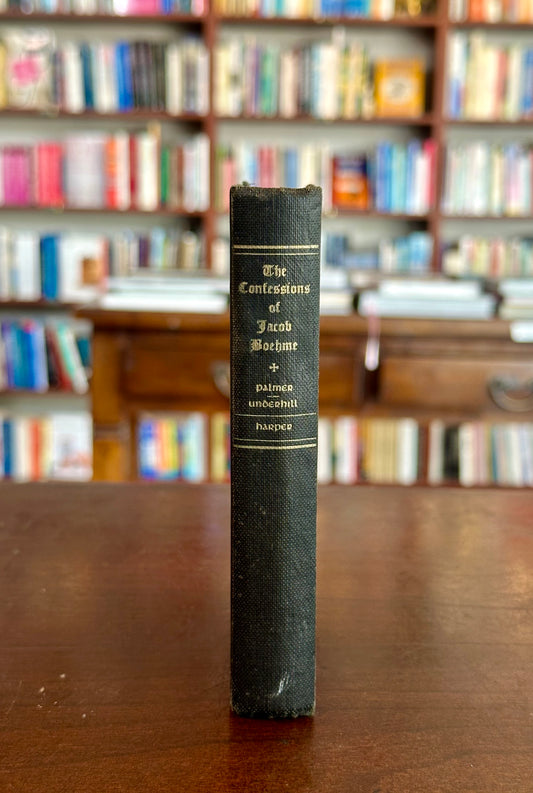 The
Confessions
of
Jacob
Boehme
palmer
underhill
harper